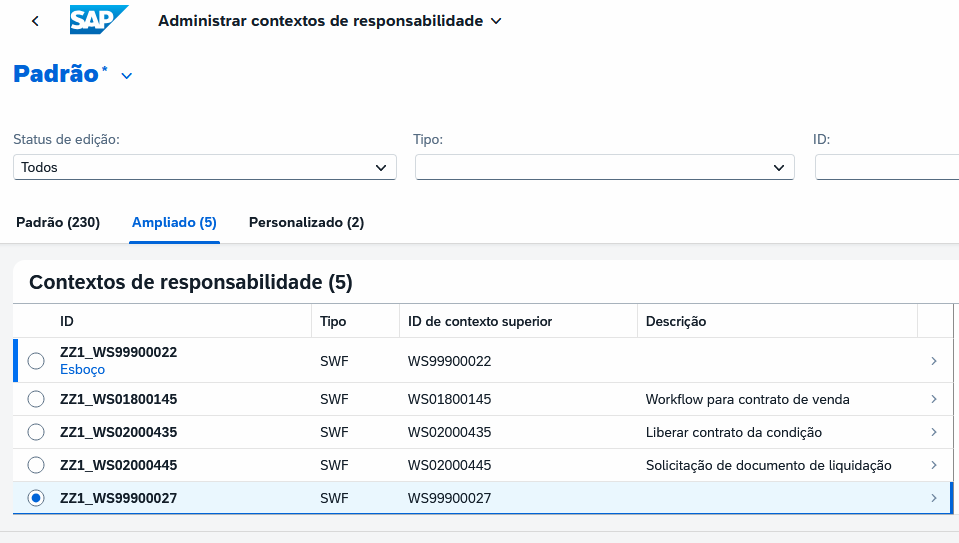 SAP Administrar contextos de responsabilidade
Padrão*
Status de edição: Tipo: ID:
Todos
Padrão (230) Ampliado (5) Personalizado (2)
Contextos de responsabilidade (5)
ID Tipo ID de contexto superior Descrição
ZZ1_WS99900022 SWF WS99900022
Esboço
ZZ1_WS01800145 SWF WS01800145 Workflow para contrato de venda
ZZ1_WS02000435 SWF WS02000435 Liberar contrato da condição
ZZ1_WS02000445 SWF WS02000445 Solicitação de documento de liquidação
ZZ1_WS99900027 SWF WS99900027